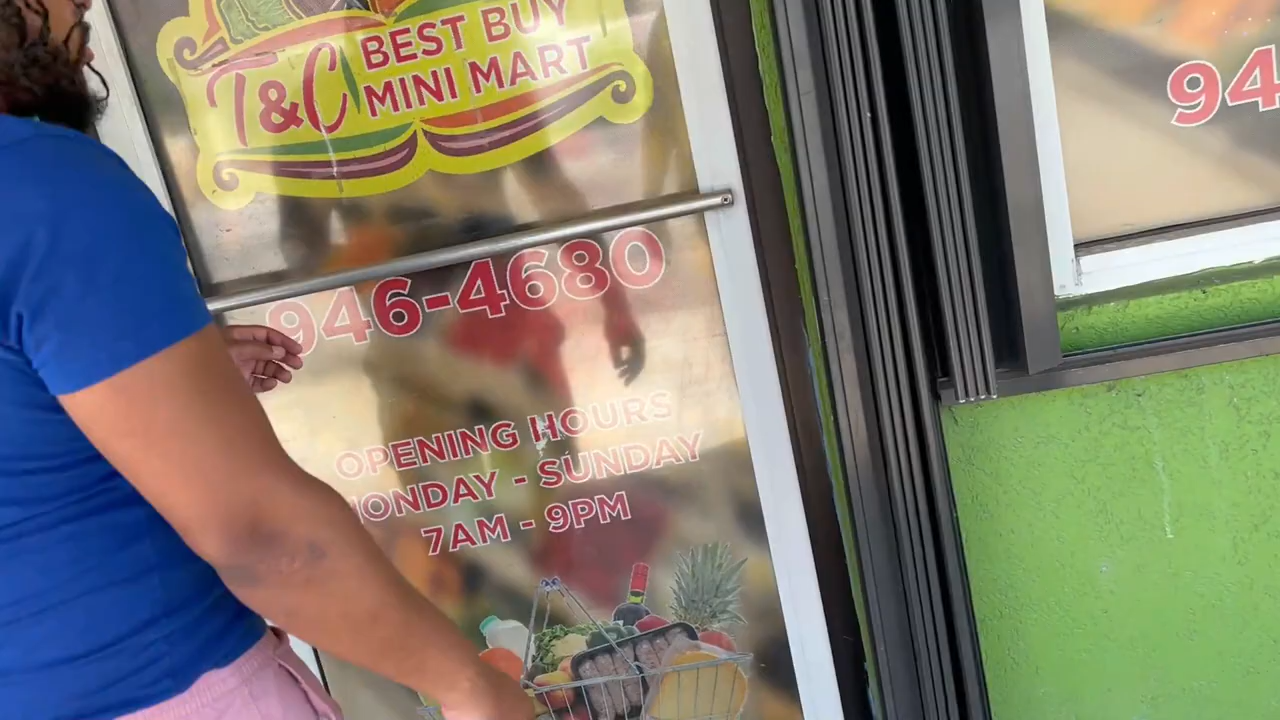 T&C BEST BUY
MINI MART
946-4680
OPENING HOURS
MONDAY - SUNDAY
7AM - 9PM
94